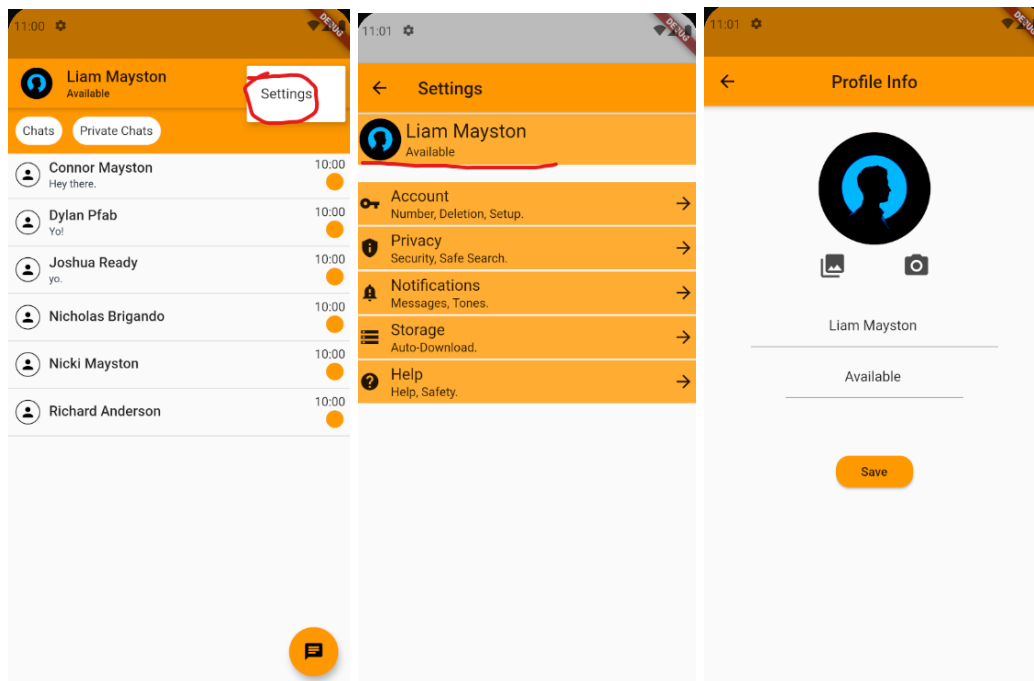 11:00
DEBUG
Liam Mayston
Available
Settings
Chats
Private Chats
Connor Mayston
10:00
Hey there.
Dylan Pfab
10:00
Yo!
Joshua Ready
10:00
yo.
Nicholas Brigando
10:00
Nicki Mayston
10:00
Richard Anderson
10:00
11:01
DEBUG
Settings
Liam Mayston
Available
Account
Number, Deletion, Setup.
Privacy
Security, Safe Search.
Notifications
Messages, Tones.
Storage
Auto-Download.
Help
Help, Safety.
11:01
DEBUG
Profile Info
Liam Mayston
Available
Save